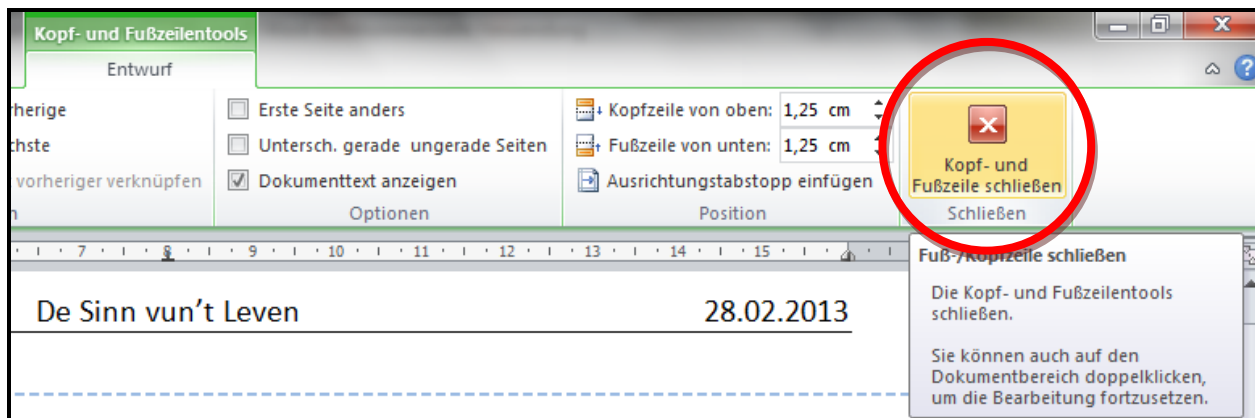 Kopf- und Fußzeilentools
Entwurf
rherige
chste
vorheriger verknüpfen
n
Erste Seite anders
Untersch. gerade ungerade Seiten
Dokumenttext anzeigen
Optionen
Kopfzeile von oben: 1,25 cm
Fußzeile von unten: 1,25 cm
Ausrichtungstabstopp einfügen
Position
Kopf- und
Fußzeile schließen
Schließen
7 8 9 10 11 12 13 14 15
De Sinn vun’t Leven 28.02.2013
Fuß-/Kopfzeile schließen
Die Kopf- und Fußzeilentools
schließen.
Sie können auch auf den
Dokumentbereich doppelklicken,
um die Bearbeitung fortzusetzen.